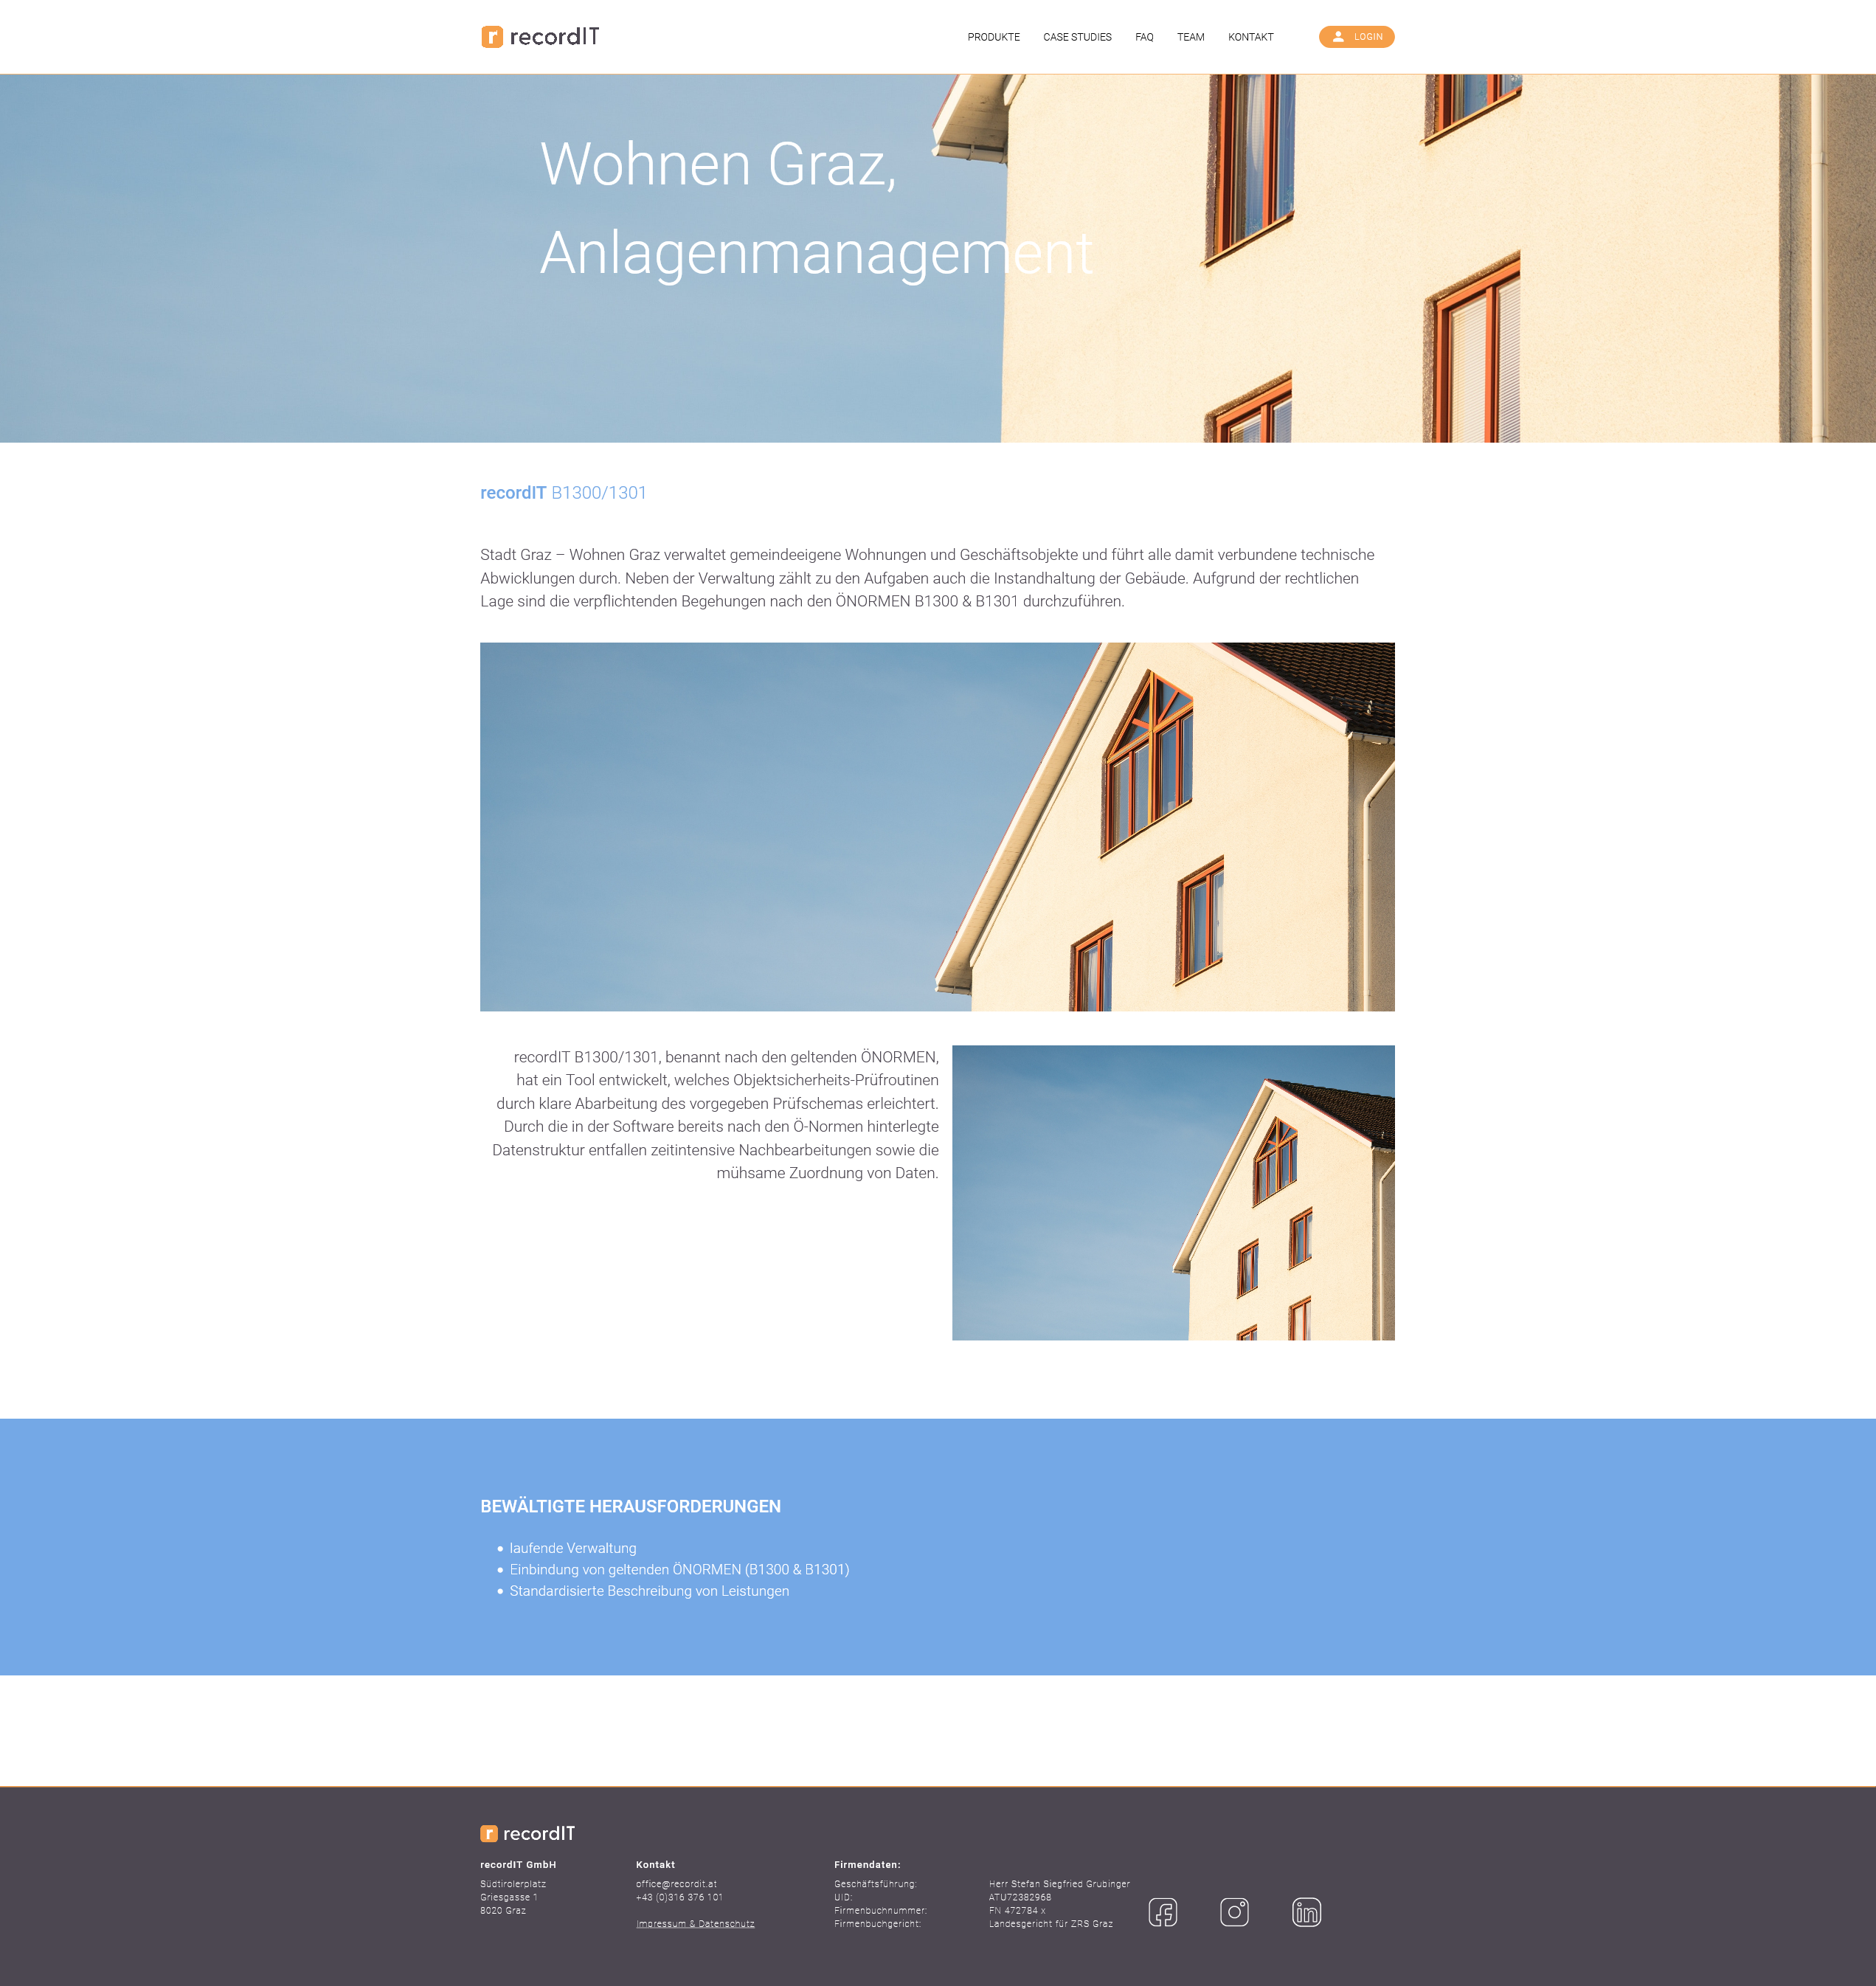 recordIT
PRODUKTE CASE STUDIES FAQ TEAM KONTAKT LOGIN
Wohnen Graz,
Anlagenmanagement
recordIT B1300/1301
Stadt Graz – Wohnen Graz verwaltet gemeindeeigene Wohnungen und Geschäftsobjekte und führt alle damit verbundene technische
Abwicklungen durch. Neben der Verwaltung zählt zu den Aufgaben auch die Instandhaltung der Gebäude. Aufgrund der rechtlichen
Lage sind die verpflichtenden Begehungen nach den ÖNORMEN B1300 & B1301 durchzuführen.
recordIT B1300/1301, benannt nach den geltenden ÖNORMEN,
hat ein Tool entwickelt, welches Objektsicherheits-Prüfroutinen
durch klare Abarbeitung des vorgegeben Prüfschemas erleichtert.
Durch die in der Software bereits nach den Ö-Normen hinterlegte
Datenstruktur entfallen zeitintensive Nachbearbeitungen sowie die
mühsame Zuordnung von Daten.
BEWÄLTIGTE HERAUSFORDERUNGEN
• laufende Verwaltung
• Einbindung von geltenden ÖNORMEN (B1300 & B1301)
• Standardisierte Beschreibung von Leistungen
recordIT
recordIT GmbH
Südtirolerplatz
Griesgasse 1
8020 Graz
Kontakt
office@recordit.at
+43 (0)316 376 101
Impressum & Datenschutz
Firmendaten:
Geschäftsführung: Herr Stefan Siegfried Grubinger
UID: ATU72382968
Firmenbuchnummer: FN 472784 x
Firmenbuchgericht: Landesgericht für ZRS Graz